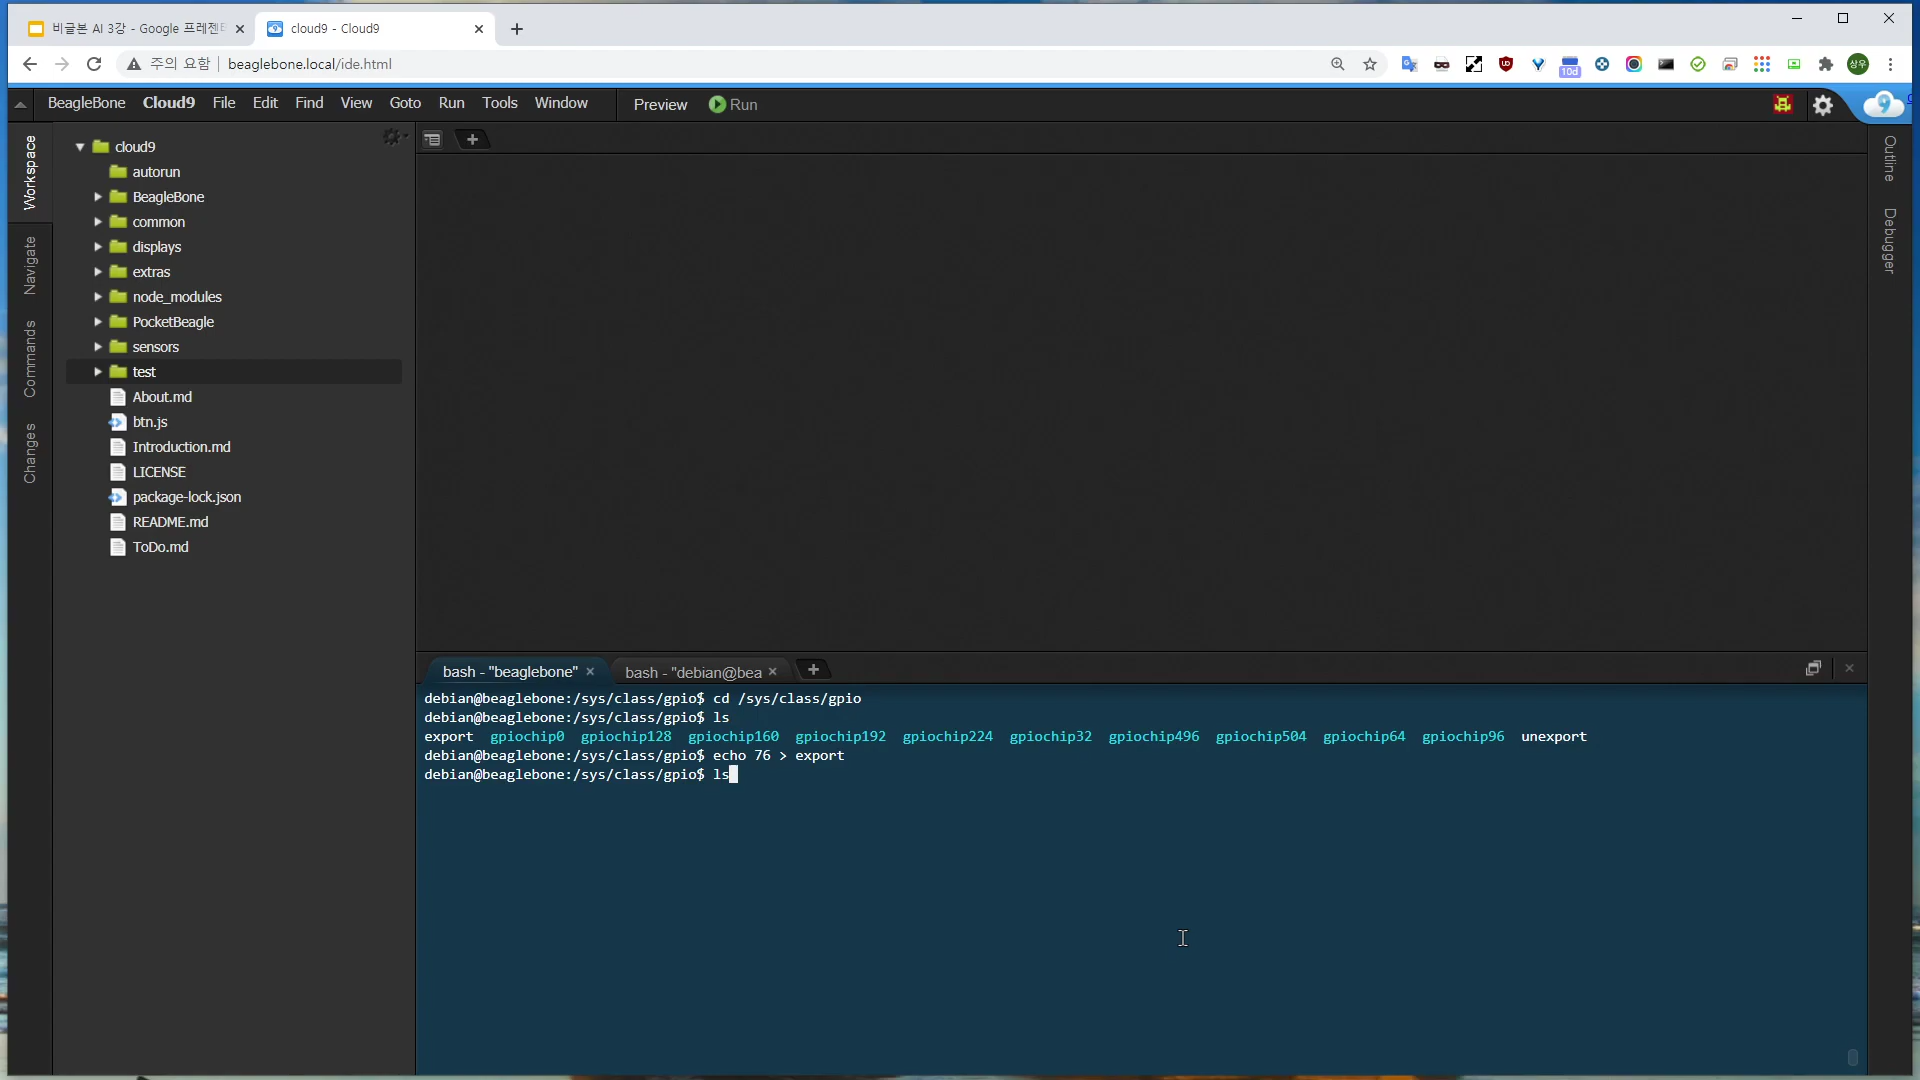 비글본 AI 3강 - Google 프레젠
cloud9 - Cloud9
주의 요함
beaglebone.local/ide.html
10d
상우
BeagleBone
Cloud9
File
Edit
Find
View
Goto
Run
Tools
Window
Preview
Run
9
Workspace
Navigate
Commands
Changes
cloud9
autorun
BeagleBone
common
displays
extras
node_modules
PocketBeagle
sensors
test
About.md
btn.js
Introduction.md
LICENSE
package-lock.json
README.md
ToDo.md
Outline
Debugger
bash - "beaglebone"
bash - "debian@bea
debian@beaglebone:/sys/class/gpio$ cd /sys/class/gpio
debian@beaglebone:/sys/class/gpio$ ls
export gpiochip0 gpiochip128 gpiochip160 gpiochip192 gpiochip224 gpiochip32 gpiochip496 gpiochip504 gpiochip64 gpiochip96 unexport
debian@beaglebone:/sys/class/gpio$ echo 76 > export
debian@beaglebone:/sys/class/gpio$ ls